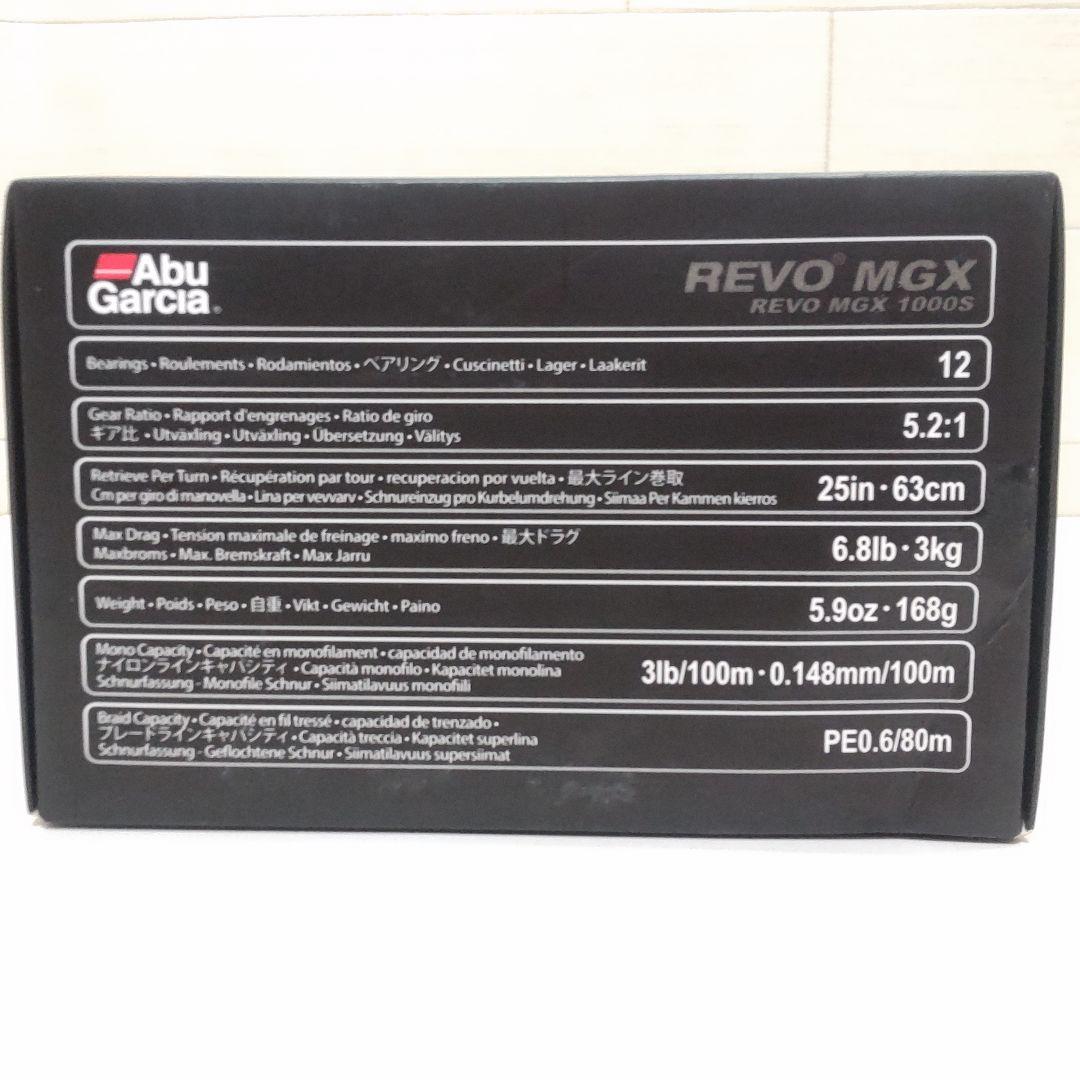 Abu
Garcia®
REVO® MGX
REVO MGX 1000S
Bearings • Roulements • Rodamientos • ベアリング • Cuscinetti • Lager • Laakerit
12
Gear Ratio • Rapport d'engrenages • Ratio de giro
ギア比 • Utväxling • Utväxling • Übersetzung • Välitys
5.2:1
Retrieve Per Turn • Récupération par tour • recuperacion por vuelta • 最大ライン巻取
Cm per giro di manovella • Lina per vevvarv • Schnureinzug pro Kurbelumdrehung • Siimaa Per Kammen kierros
25in • 63cm
Max Drag • Tension maximale de freinage • maximo freno • 最大ドラグ
Maxbroms • Max. Bremskraft • Max Jarru
6.8lb • 3kg
Weight • Poids • Peso • 自重 • Vikt • Gewicht • Paino
5.9oz • 168g
Mono Capacity • Capacité en monofilament • capacidad de monofilamento
ナイロンラインキャパシティ • Capacità monofilo • Kapacitet monolina
Schnurfassung - Monofile Schnur • Siimatilavuus monofiili
3lb/100m • 0.148mm/100m
Braid Capacity • Capacité en fil tressé • capacidad de trenzado •
ブレードラインキャパシティ • Capacità treccia • Kapacitet superlina
Schnurfassung - Geflochtene Schnur • Siimatilavuus supersiimat
PE0.6/80m